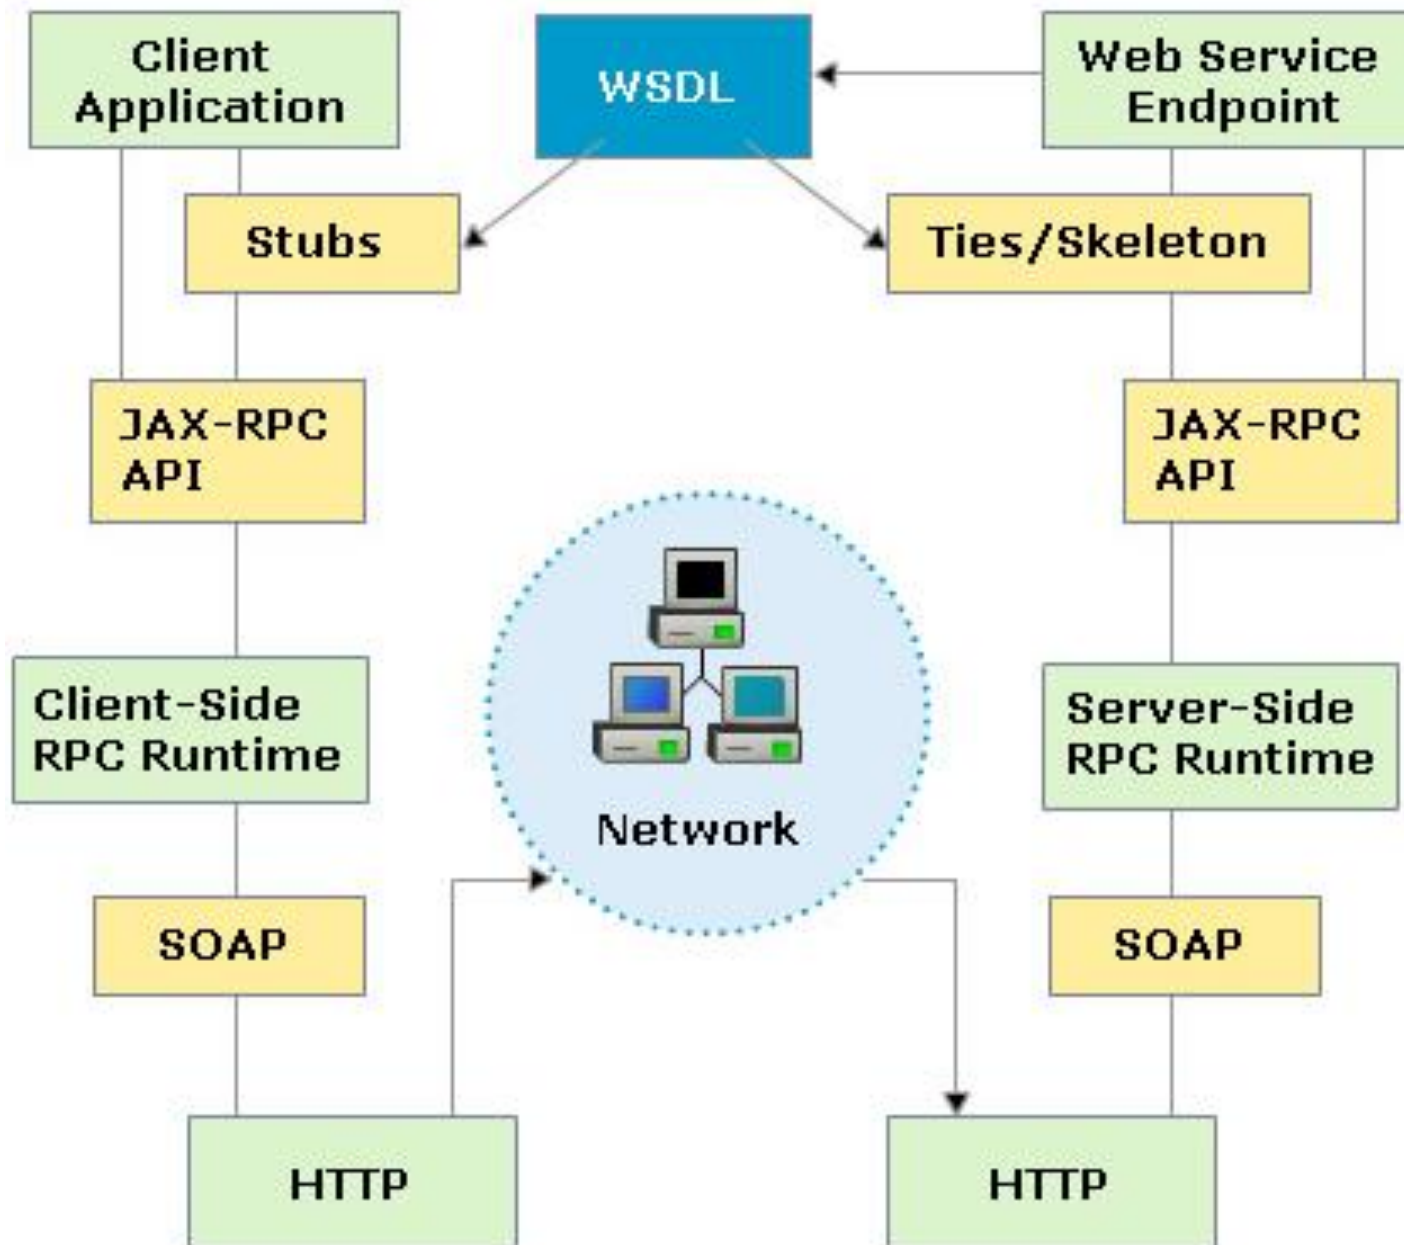 Client
Application
WSDL
Web Service
Endpoint
Stubs
Ties/Skeleton
JAX-RPC
API
JAX-RPC
API
Client-Side
RPC Runtime
Network
Server-Side
RPC Runtime
SOAP
SOAP
HTTP
HTTP